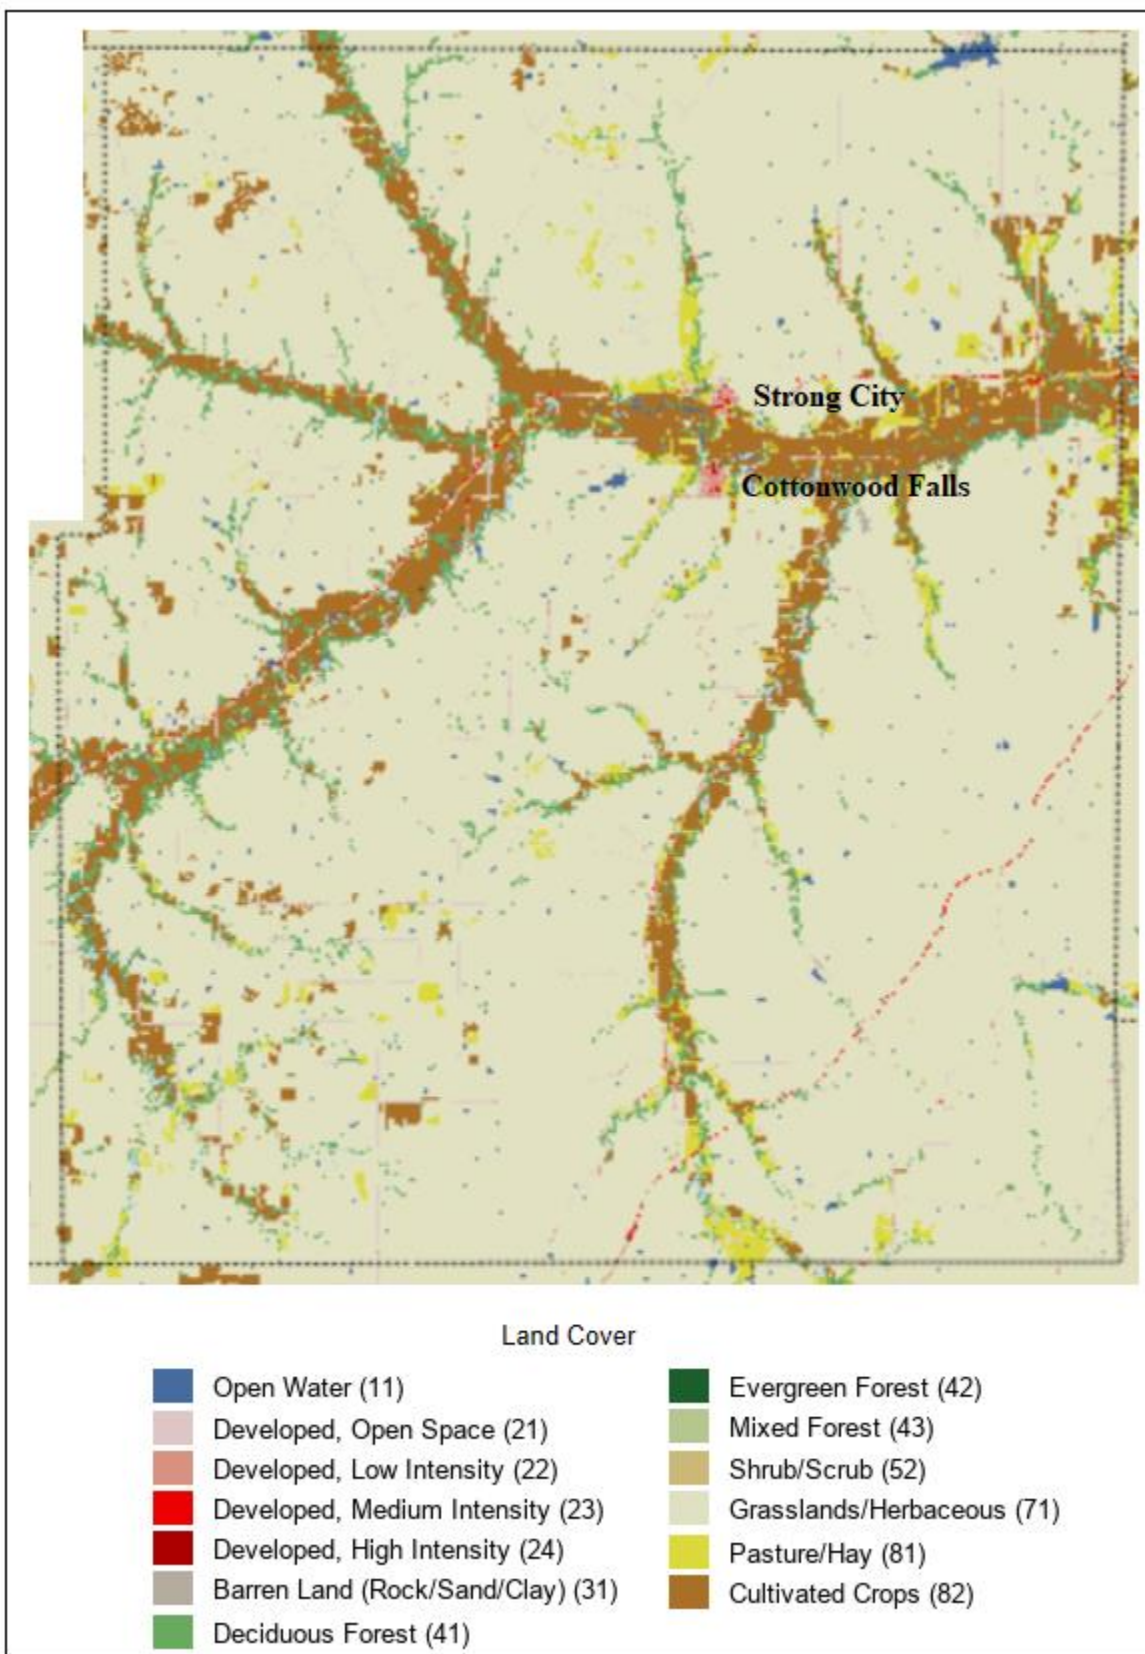 Strong City
Cottonwood Falls
Land Cover
Open Water (11)
Developed, Open Space (21)
Developed, Low Intensity (22)
Developed, Medium Intensity (23)
Developed, High Intensity (24)
Barren Land (Rock/Sand/Clay) (31)
Deciduous Forest (41)
Evergreen Forest (42)
Mixed Forest (43)
Shrub/Scrub (52)
Grasslands/Herbaceous (71)
Pasture/Hay (81)
Cultivated Crops (82)